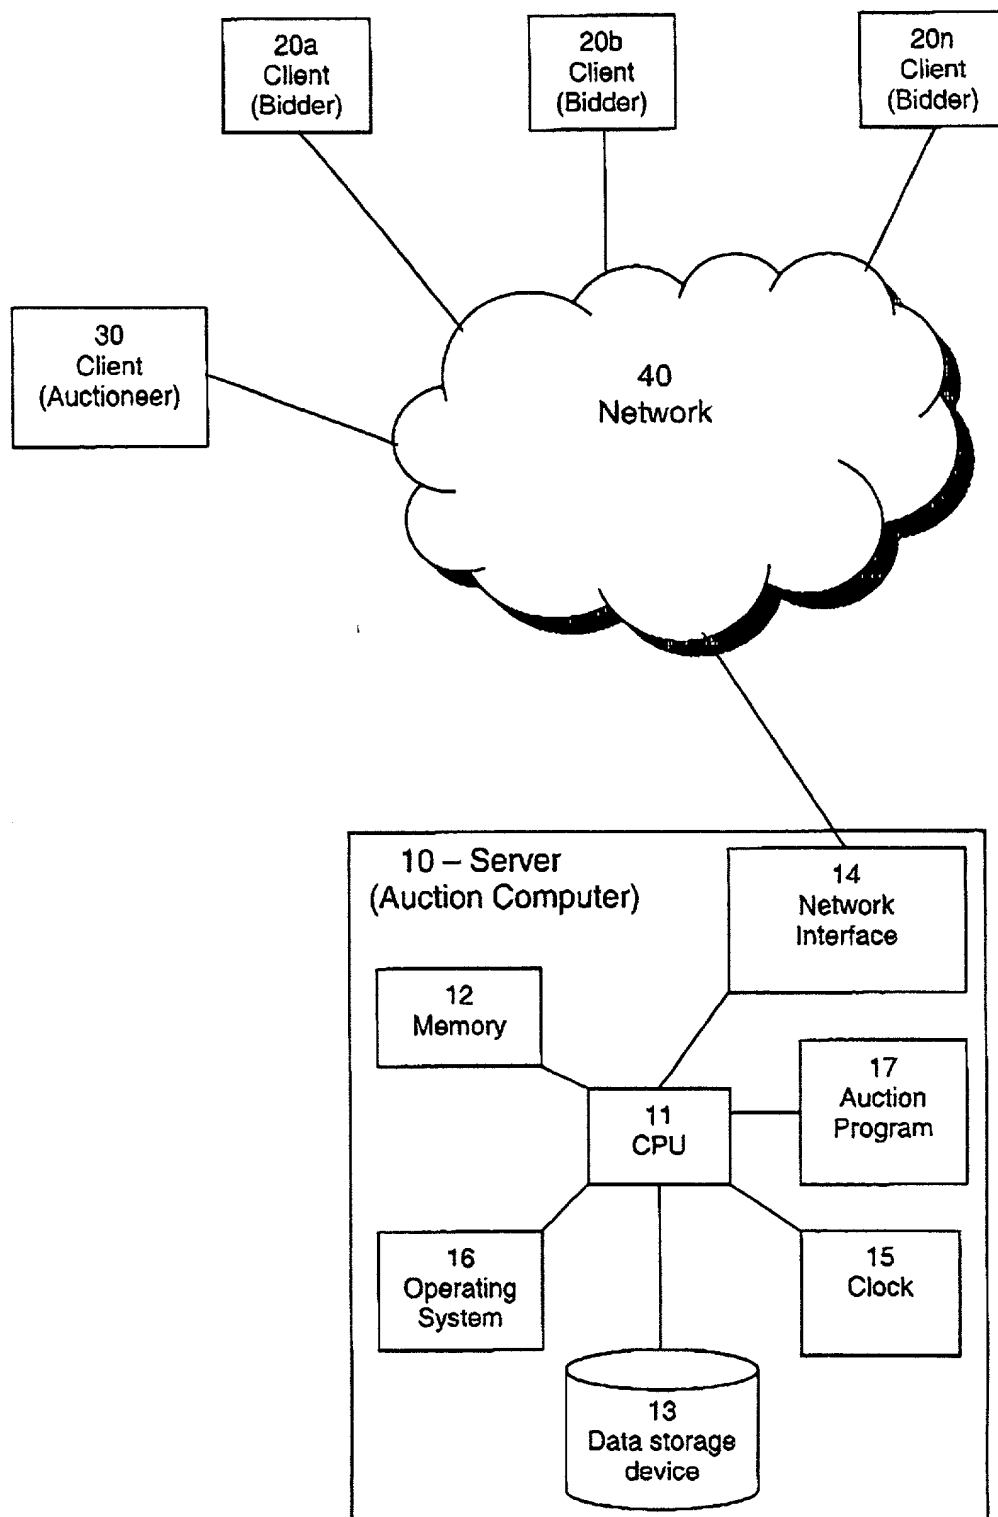 20a
Client
(Bidder)
20b
Client
(Bidder)
20n
Client
(Bidder)
30
Client
(Auctioneer)
40
Network
10 – Server
(Auction Computer)
14
Network
Interface
12
Memory
17
Auction
Program
11
CPU
16
Operating
System
15
Clock
13
Data storage
device